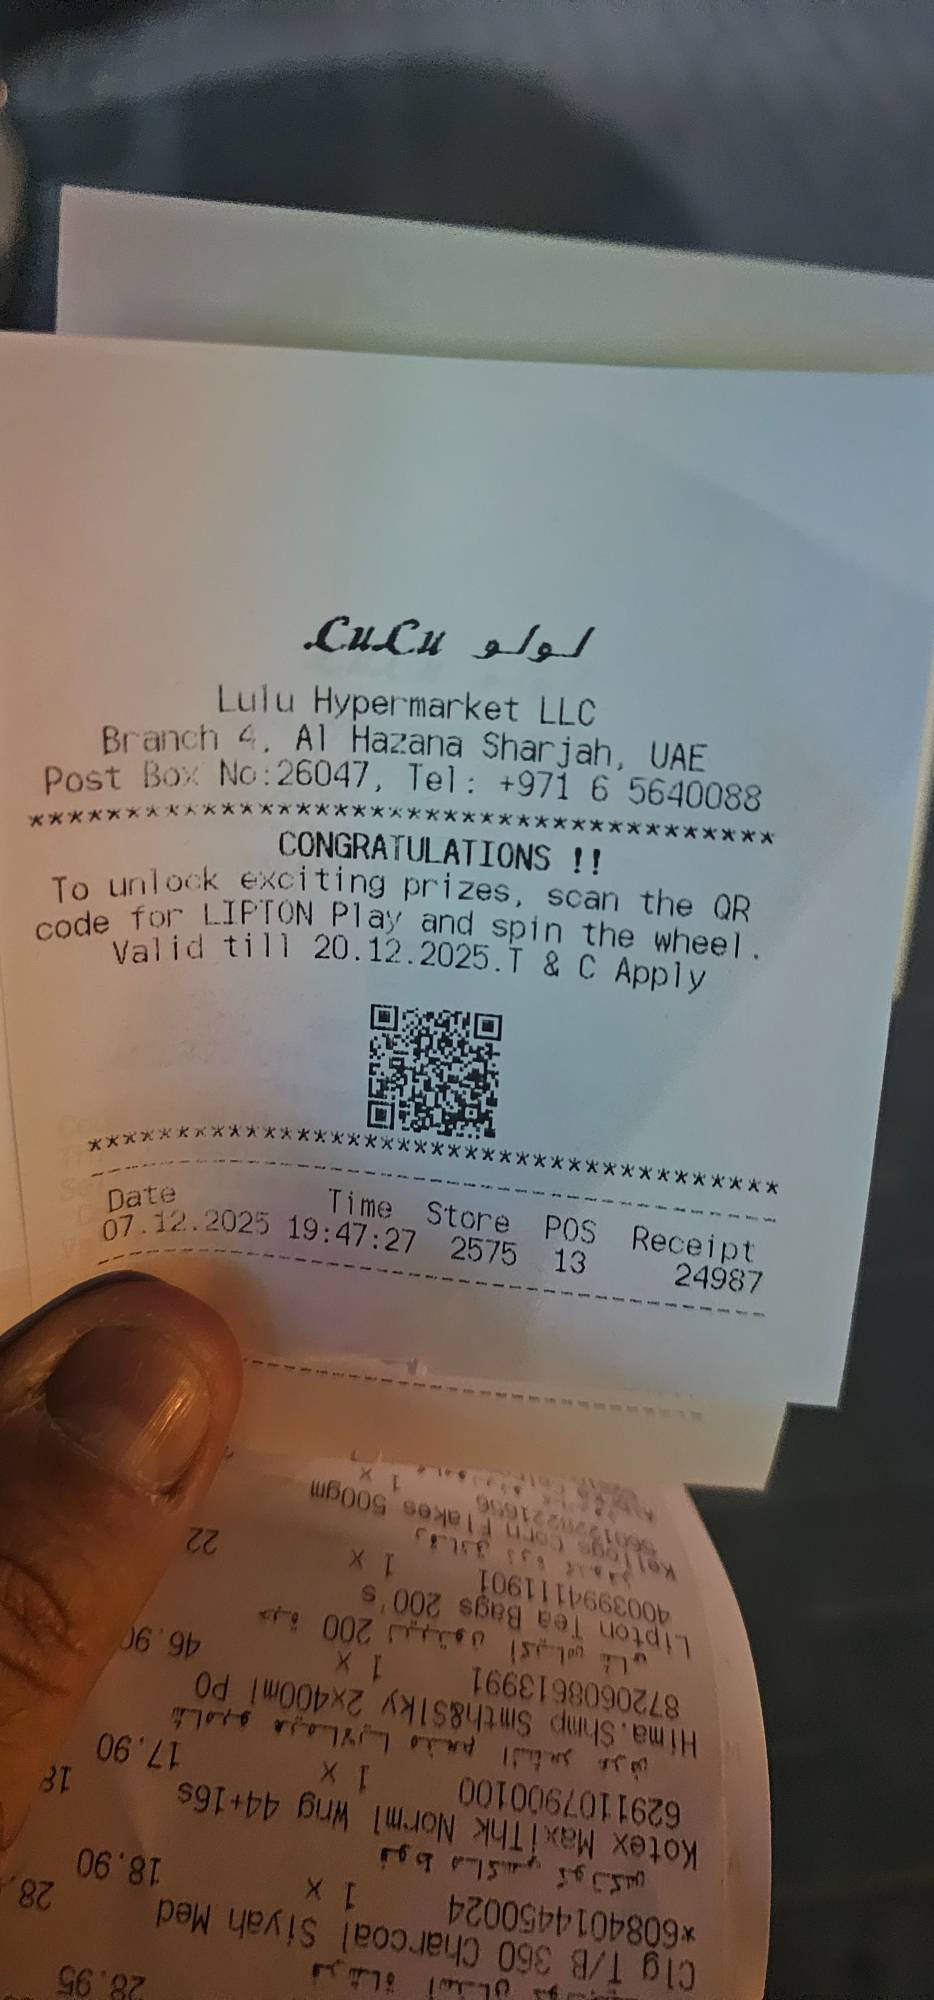 LuLu لولو
Lulu Hypermarket LLC
Branch 4, Al Hazana Sharjah, UAE
Post Box No:26047, Tel: +971 6 5640088
****************************************
CONGRATULATIONS !!
To unlock exciting prizes, scan the QR
code for LIPTON Play and spin the wheel.
Valid till 20.12.2025.T & C Apply
****************************************
Date Time Store POS Receipt
07.12.2025 19:47:27 2575 13 24987
28.95
Clg T/B 360 Charcoal Siyah Med
*6084014450024 1 x 18.90
Kotex MaxiThk Norml Wng 44+16s
6291107900100 1 x 17.90
Hima.Shmp Smth&Slky 2x400ml PO
8720608613991 1 x 46.90
شاي أكياس ليبتون 200 حبة
Lipton Tea Bags 200's
4003994111901 1 x 22
Kellogs Corn Flakes 500gm
1 x